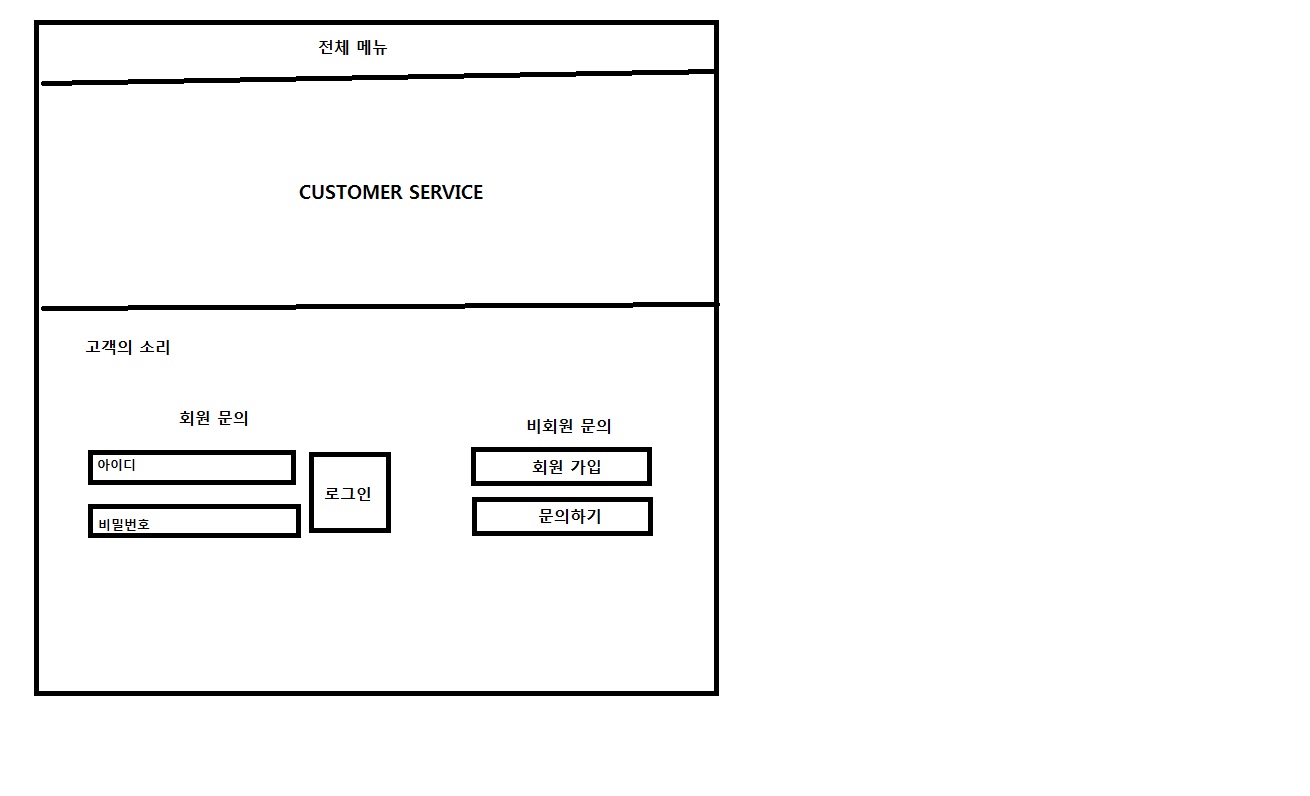 전체 메뉴
CUSTOMER SERVICE
고객의 소리
회원 문의
아이디
비밀번호
로그인
비회원 문의
회원 가입
문의하기